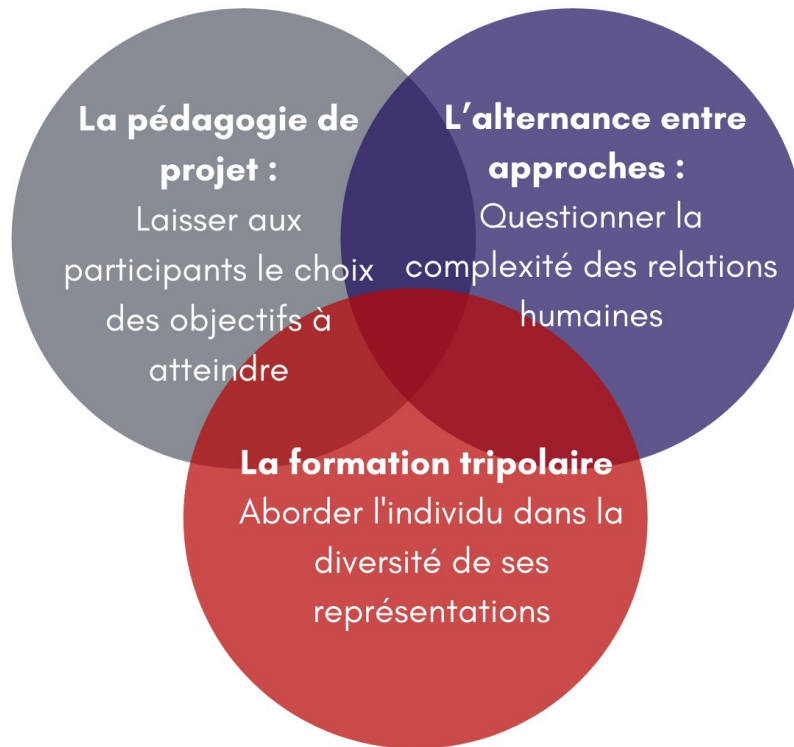 La pédagogie de
projet :
Laisser aux
participants le choix
des objectifs à
atteindre
L’alternance entre
approches :
Questionner la
complexité des relations
humaines
La formation tripolaire
Aborder l'individu dans la
diversité de ses
représentations